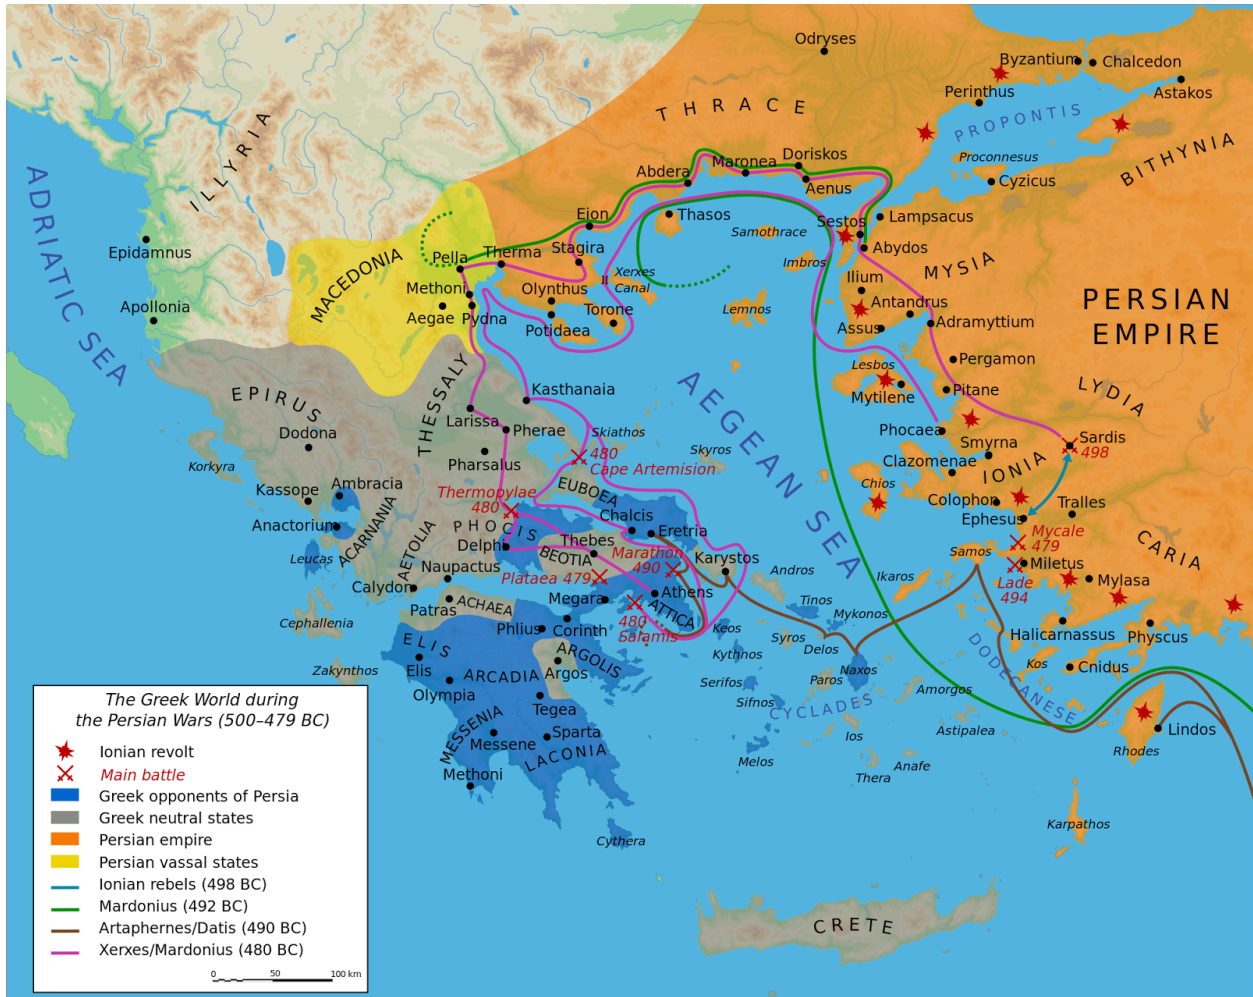 Odryses
Byzantium
Chalcedon
Perinthus
Astakos
THRACE
PROPONTIS
BITHYNIA
ILLYRIA
ADRIATIC SEA
Abdera
Maronea
Doriskos
Aenus
Proconnesus
Cyzicus
Eion
Thasos
Samothrace
Sestos
Lampsacus
Abydos
Epidamnus
MACEDONIA
Pella
Therma
Stagira
Xerxes
Canal
Imbros
MYSIA
Ilium
Methoni
Aegae
Pydna
Olynthus
Torone
Potidaea
Lemnos
Antandrus
Assus
Adramyttium
PERSIAN
EMPIRE
Apollonia
Pergamon
Lesbos
Mytilene
Pitane
LYDIA
EPIRUS
THESSALY
Kasthanaia
AEGEAN SEA
Dodona
Larissa
Pherae
Skiathos
Phocaea
Smyrna
Sardis
498
Korkyra
Pharsalus
480
Cape Artemision
Skyros
Clazomenae
IONIA
Kassope
Ambracia
Thermopylae
480
EUBOEA
Chios
Colophon
Tralles
Anactorium
ACARNANIA
PHOCIS
Chalcis
Eretria
Ephesus
Mycale
479
CARIA
Leucas
AETOLIA
Delphi
Thebes
BEOTIA
Marathon
490
Karystos
Samos
Miletus
Naupactus
Calydon
Plataea 479
Andros
Ikaros
Lade
494
Mylasa
Patras
ACHAEA
Megara
Athens
ATTICA
Tinos
Mykonos
Cephallenia
Phlius
Corinth
480
Salamis
Keos
Syros
Delos
Halicarnassus
Physcus
ELIS
Elis
ARGOLIS
Kythnos
DODECANESE
Kos
Cnidus
Zakynthos
Olympia
ARCADIA
Argos
Serifos
Paros
Naxos
Amorgos
Tegea
Sifnos
CYCLADES
MESSENIA
Messene
Sparta
LACONIA
Ios
Astipalea
Lindos
Rhodes
Methoni
Melos
Thera
Anafe
Cythera
Karpathos
CRETE
The Greek World during
the Persian Wars (500–479 BC)
Ionian revolt
Main battle
Greek opponents of Persia
Greek neutral states
Persian empire
Persian vassal states
Ionian rebels (498 BC)
Mardonius (492 BC)
Artaphernes/Datis (490 BC)
Xerxes/Mardonius (480 BC)
0 50 100 km